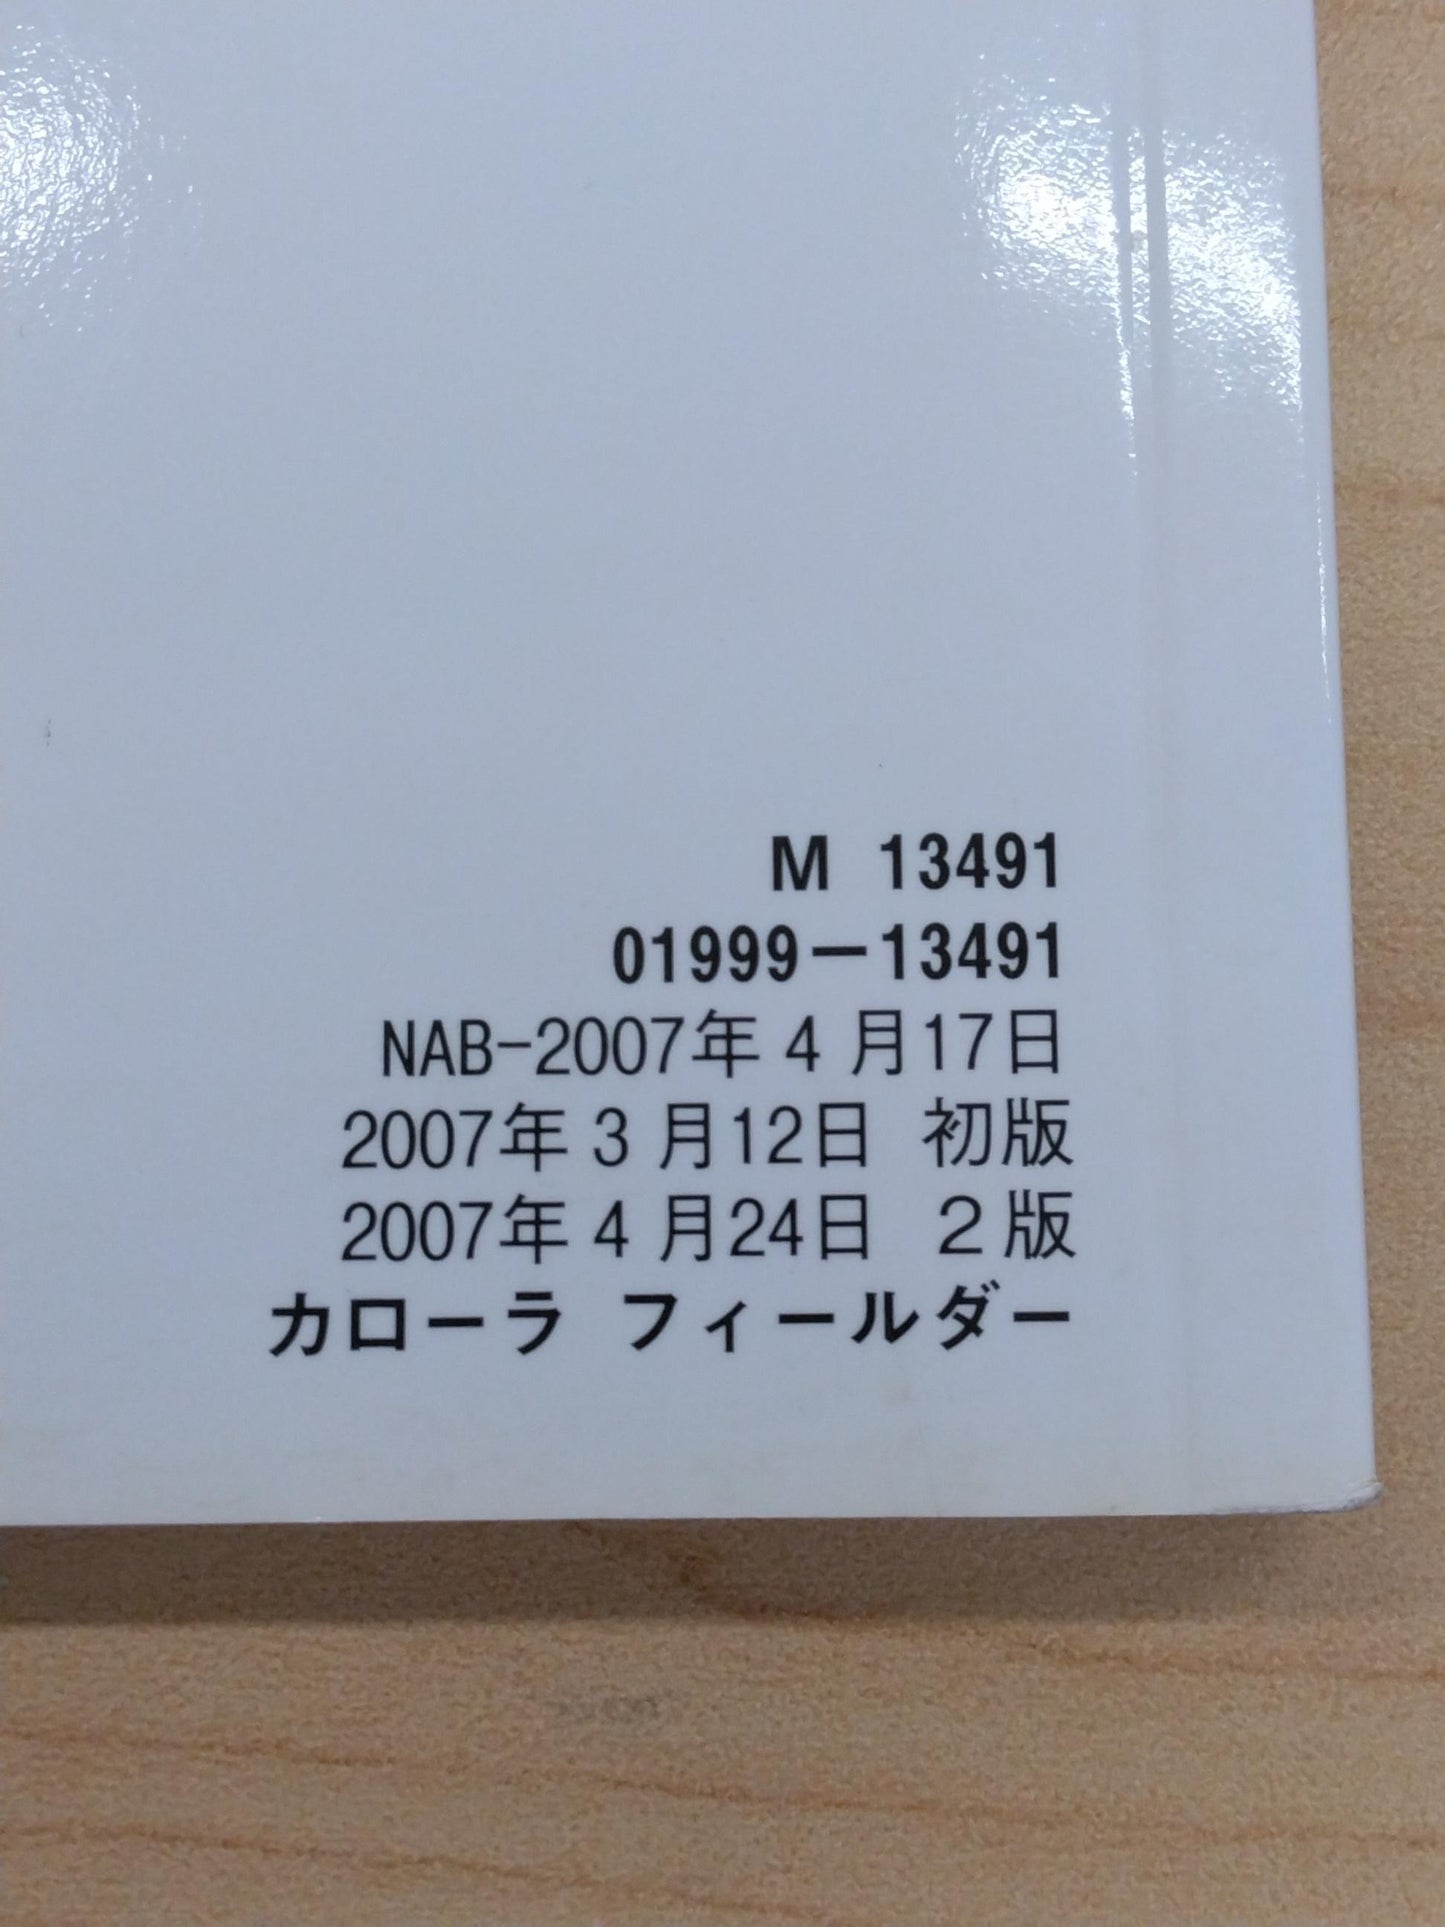 M 13491
01999-13491
NAB-2007年4月17日
2007年3月12日 初版
2007年4月24日 2版
カローラ フィールダー